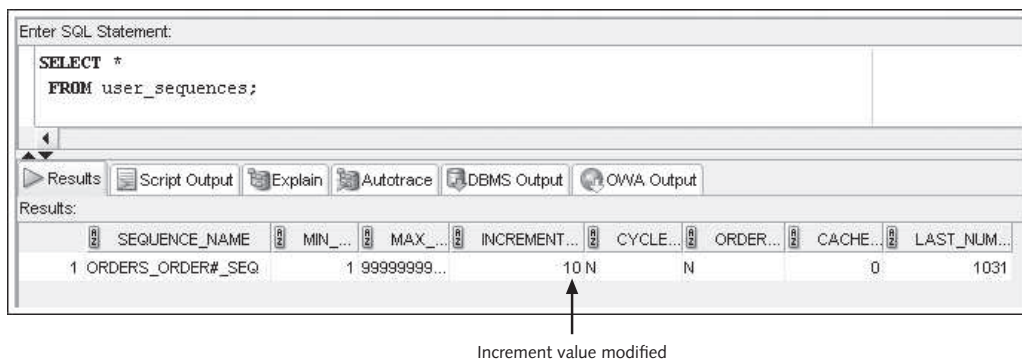 Enter SQL Statement:
SELECT *
FROM user_sequences;
Results Script Output Explain Autotrace DBMS Output OWA Output
Results:
SEQUENCE_NAME MIN_... MAX_... INCREMENT... CYCLE... ORDER... CACHE... LAST_NUM...
1 ORDERS_ORDER#_SEQ 1 99999999... 10 N N 0 1031
Increment value modified